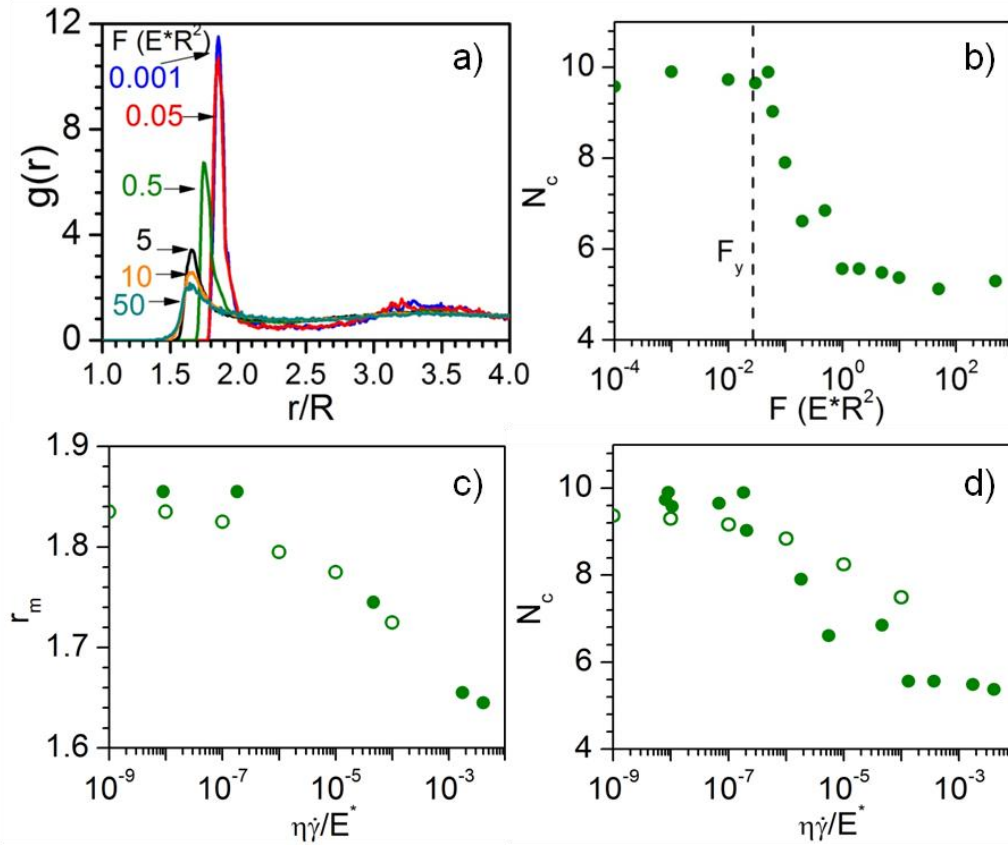 F (E*R²)
0.001
0.05
0.5
5
10
50
a)
12
8
4
0
g(r)
1.0 1.5 2.0 2.5 3.0 3.5 4.0
r/R
b)
10
8
6
4
N_c
F_y
10⁻⁴ 10⁻² 10⁰ 10²
F (E*R²)
c)
1.9
1.8
1.7
1.6
r_m
10⁻⁹ 10⁻⁷ 10⁻⁵ 10⁻³
ηγ̇/E*
d)
10
8
6
4
N_c
10⁻⁹ 10⁻⁷ 10⁻⁵ 10⁻³
ηγ̇/E*